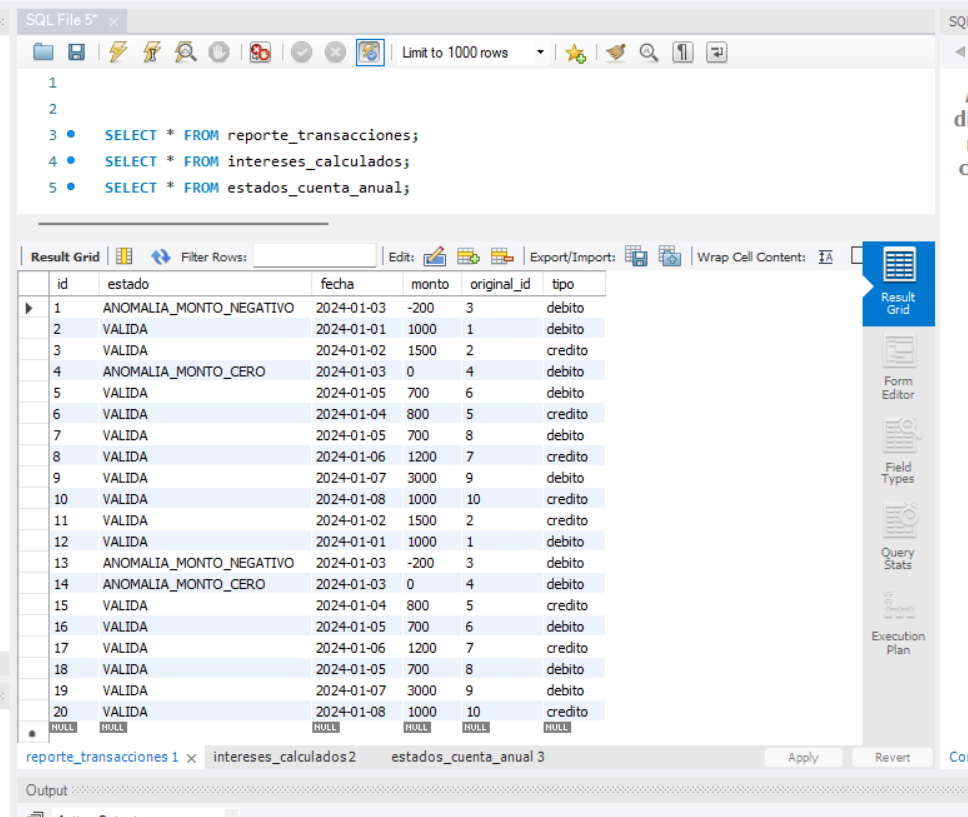 SQL File 5*
SQL
Limit to 1000 rows
1
2
3 SELECT * FROM reporte_transacciones;
4 SELECT * FROM intereses_calculados;
5 SELECT * FROM estados_cuenta_anual;
Result Grid Filter Rows: Edit: Export/Import: Wrap Cell Content:
id estado fecha monto original_id tipo
1 ANOMALIA_MONTO_NEGATIVO 2024-01-03 -200 3 debito
2 VALIDA 2024-01-01 1000 1 debito
3 VALIDA 2024-01-02 1500 2 credito
4 ANOMALIA_MONTO_CERO 2024-01-03 0 4 debito
5 VALIDA 2024-01-05 700 6 debito
6 VALIDA 2024-01-04 800 5 credito
7 VALIDA 2024-01-05 700 8 debito
8 VALIDA 2024-01-06 1200 7 credito
9 VALIDA 2024-01-07 3000 9 debito
10 VALIDA 2024-01-08 1000 10 credito
11 VALIDA 2024-01-02 1500 2 credito
12 VALIDA 2024-01-01 1000 1 debito
13 ANOMALIA_MONTO_NEGATIVO 2024-01-03 -200 3 debito
14 ANOMALIA_MONTO_CERO 2024-01-03 0 4 debito
15 VALIDA 2024-01-04 800 5 credito
16 VALIDA 2024-01-05 700 6 debito
17 VALIDA 2024-01-06 1200 7 credito
18 VALIDA 2024-01-05 700 8 debito
19 VALIDA 2024-01-07 3000 9 debito
20 VALIDA 2024-01-08 1000 10 credito
NULL NULL NULL NULL NULL NULL
Result
Grid
Form
Editor
Field
Types
Query
Stats
Execution
Plan
reporte_transacciones 1 intereses_calculados 2 estados_cuenta_anual 3 Apply Revert
Output